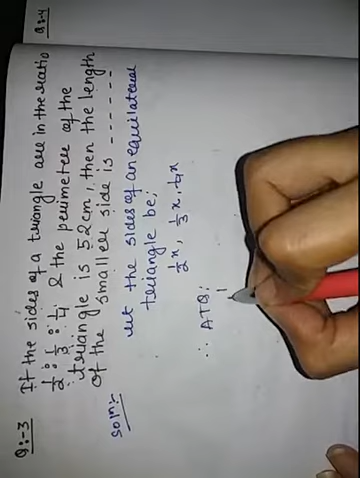 Q:-3 If the sides of a triangle are in the ratio
1/2 : 1/3 : 1/4 & the perimeter of the
triangle is 52cm, then the length
of the smaller side is ------
Soln:- Let the sides of an equilateral
triangle be;
1/2 x, 1/3 x, 1/4 x
∴ ATQ:
1
Q:-4